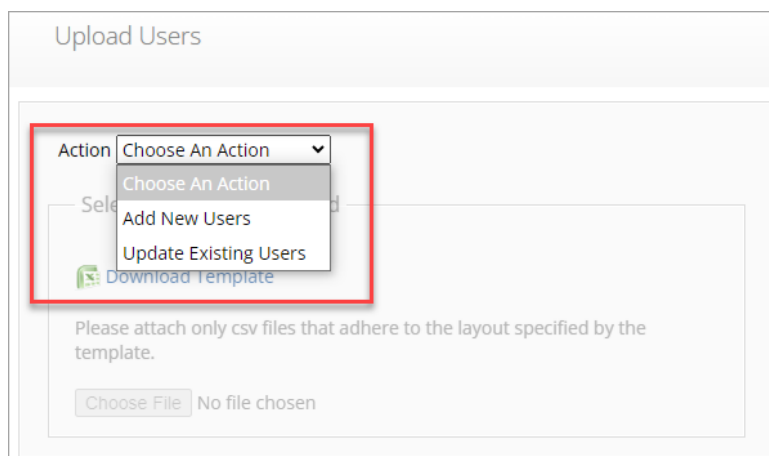 Upload Users
Action Choose An Action
Choose An Action
Add New Users
Update Existing Users
Download Template
Please attach only csv files that adhere to the layout specified by the
template.
Choose File No file chosen